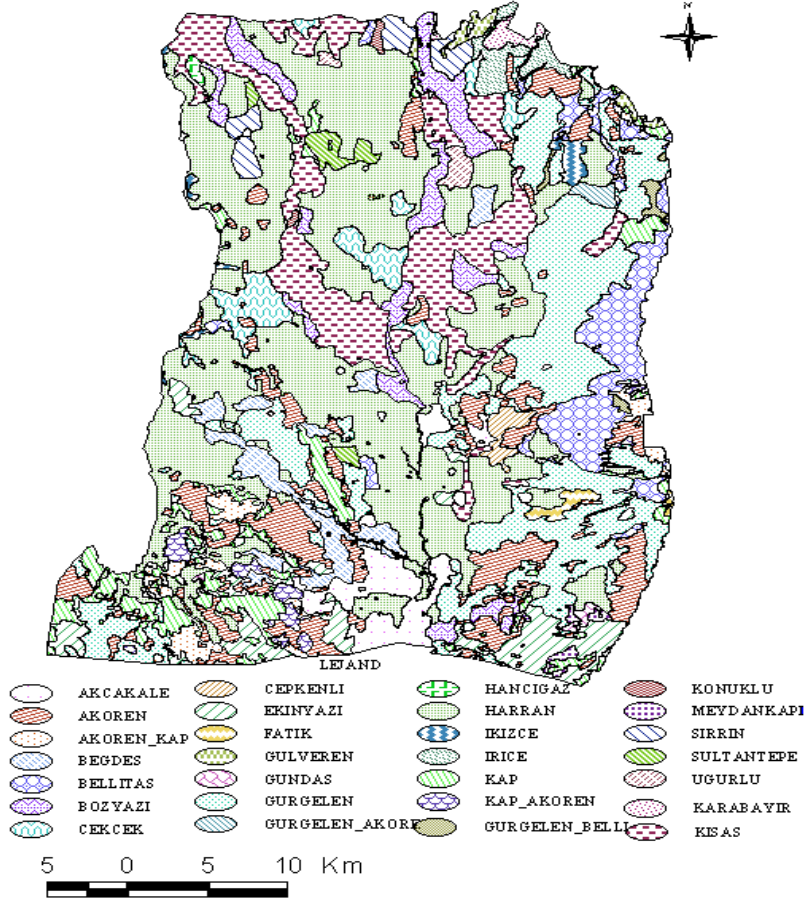 N
LEJAND
AKCAKALE
AKOREN
AKOREN_KAP
BEGDES
BELLITAS
BOZYAZI
CEKCEK
CEPKENLI
EKINYAZI
FATIK
GULVEREN
GUNDAS
GURGELEN
GURGELEN_AKORE
HANCIGAZ
HARRAN
IKIZCE
IRICE
KAP
KAP_AKOREN
GURGELEN_BELLI
KONUKLU
MEYDANKAPI
SIRRIN
SULTANTEPE
UGURLU
KARABAYIR
KISAS
5 0 5 10 Km